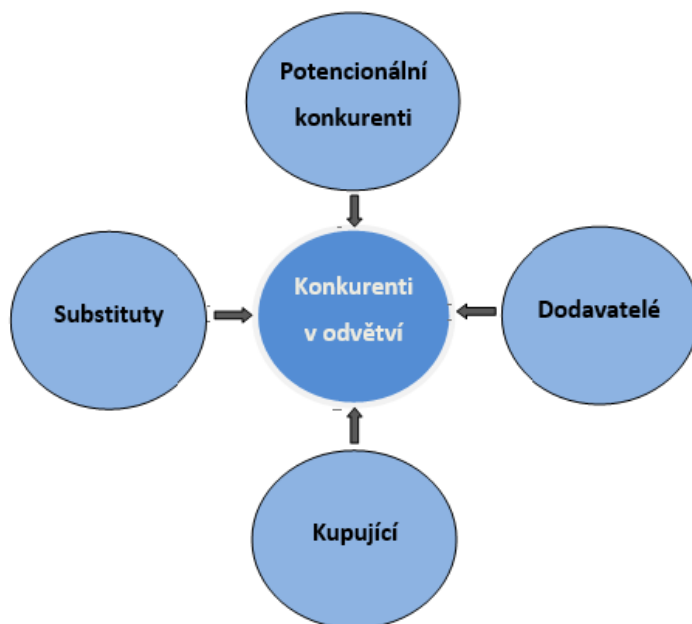 Potencionální
konkurenti
Substituty
Konkurenti
v odvětví
Dodavatelé
Kupující